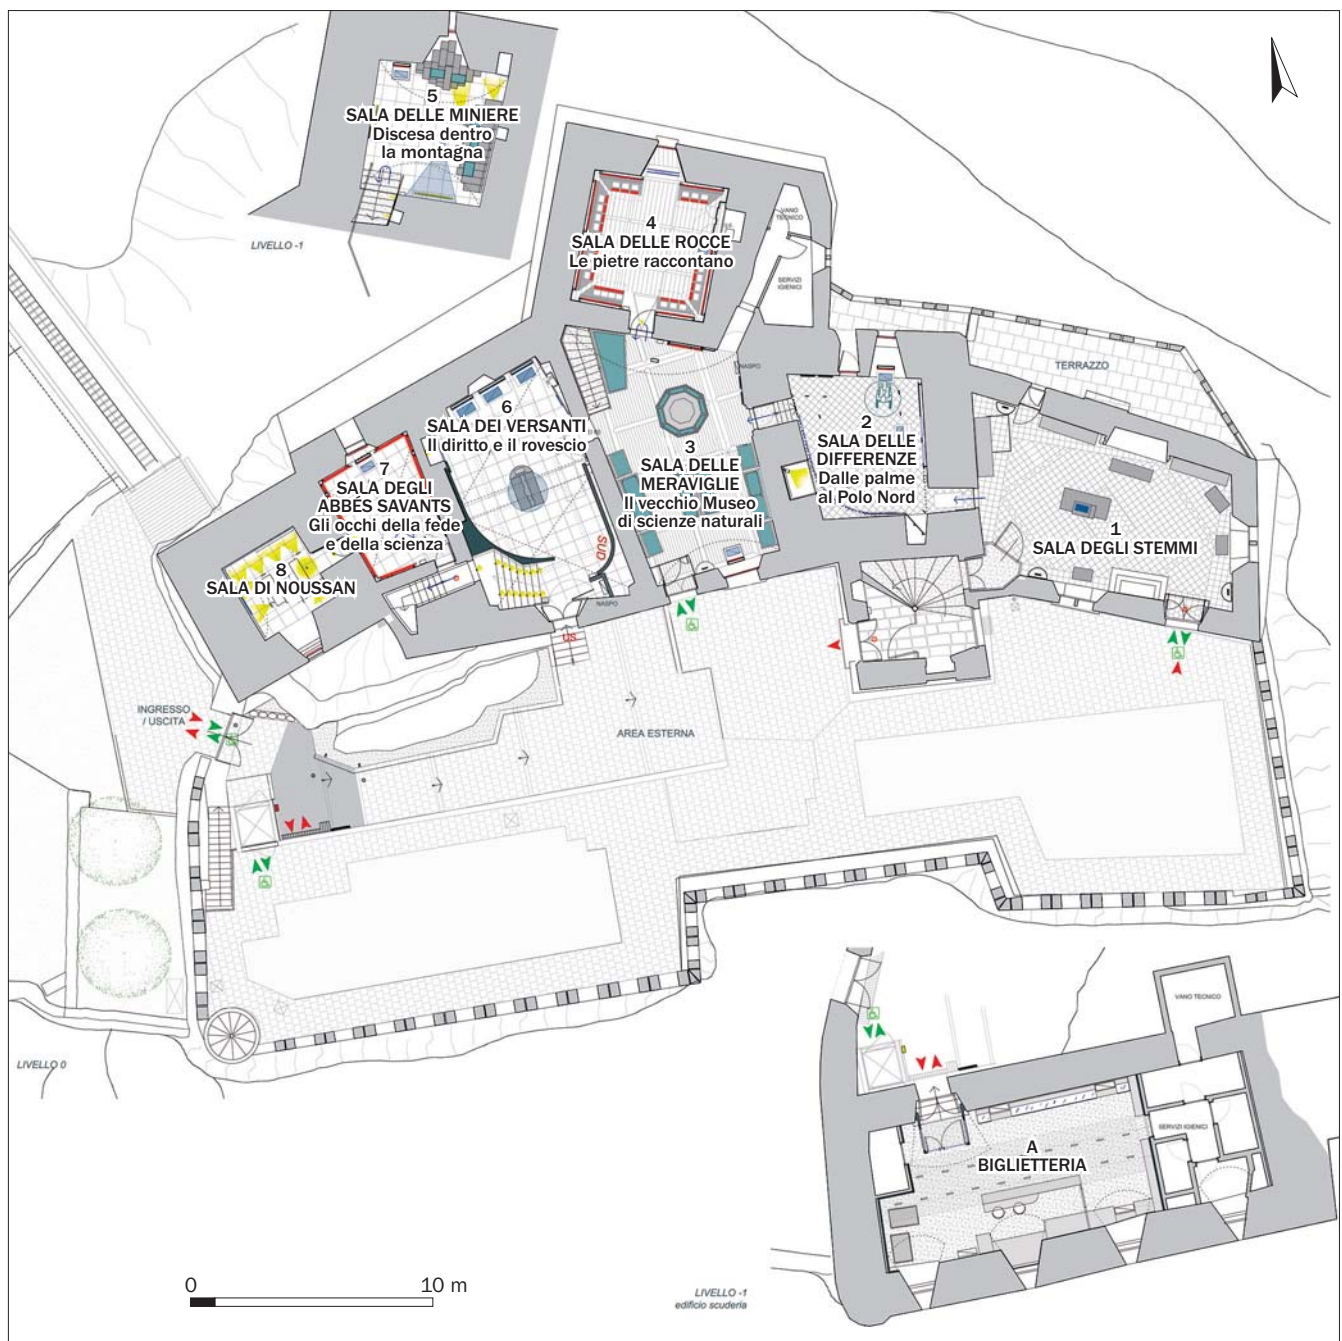 5
SALA DELLE MINIERE
Discesa dentro
la montagna
LIVELLO -1
4
SALA DELLE ROCCE
Le pietre raccontano
VANO
TECNICO
SERVIZI
IGIENICI
TERRAZZO
NASPO
6
SALA DEI VERSANTI
Il diritto e il rovescio
7
SALA DEGLI
ABBÉS SAVANTS
Gli occhi della fede
e della scienza
8
SALA DI NOUSSAN
3
SALA DELLE
MERAVIGLIE
Il vecchio Museo
di scienze naturali
2
SALA DELLE
DIFFERENZE
Dalle palme
al Polo Nord
1
SALA DEGLI STEMMI
SUD
NASPO
US
INGRESSO
/ USCITA
AREA ESTERNA
LIVELLO 0
VANO TECNICO
SERVIZI IGIENICI
A
BIGLIETTERIA
0 10 m
LIVELLO -1
edificio scuderia